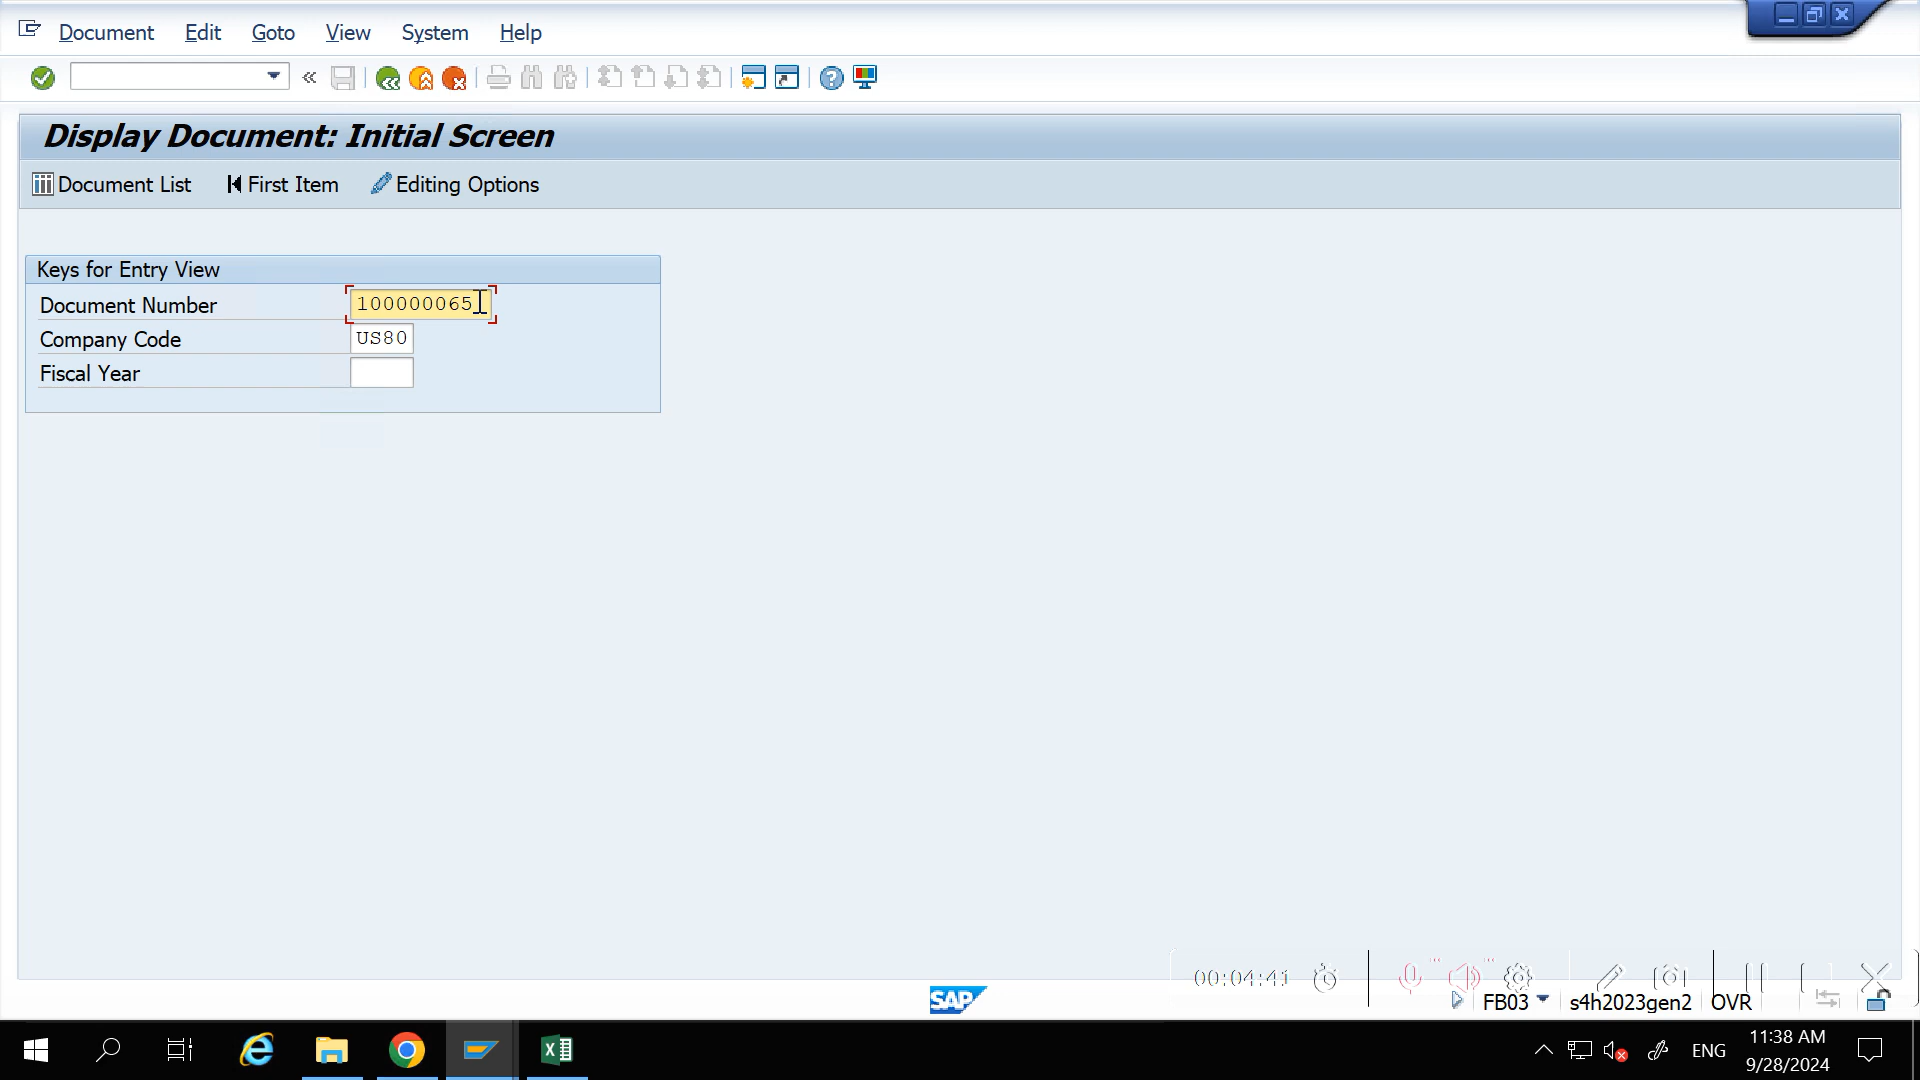 Document Edit Goto View System Help
Display Document: Initial Screen
Document List First Item Editing Options
Keys for Entry View
Document Number 100000065
Company Code US80
Fiscal Year
00:04:41
SAP FB03 s4h2023gen2 OVR
ENG 11:38 AM
9/28/2024